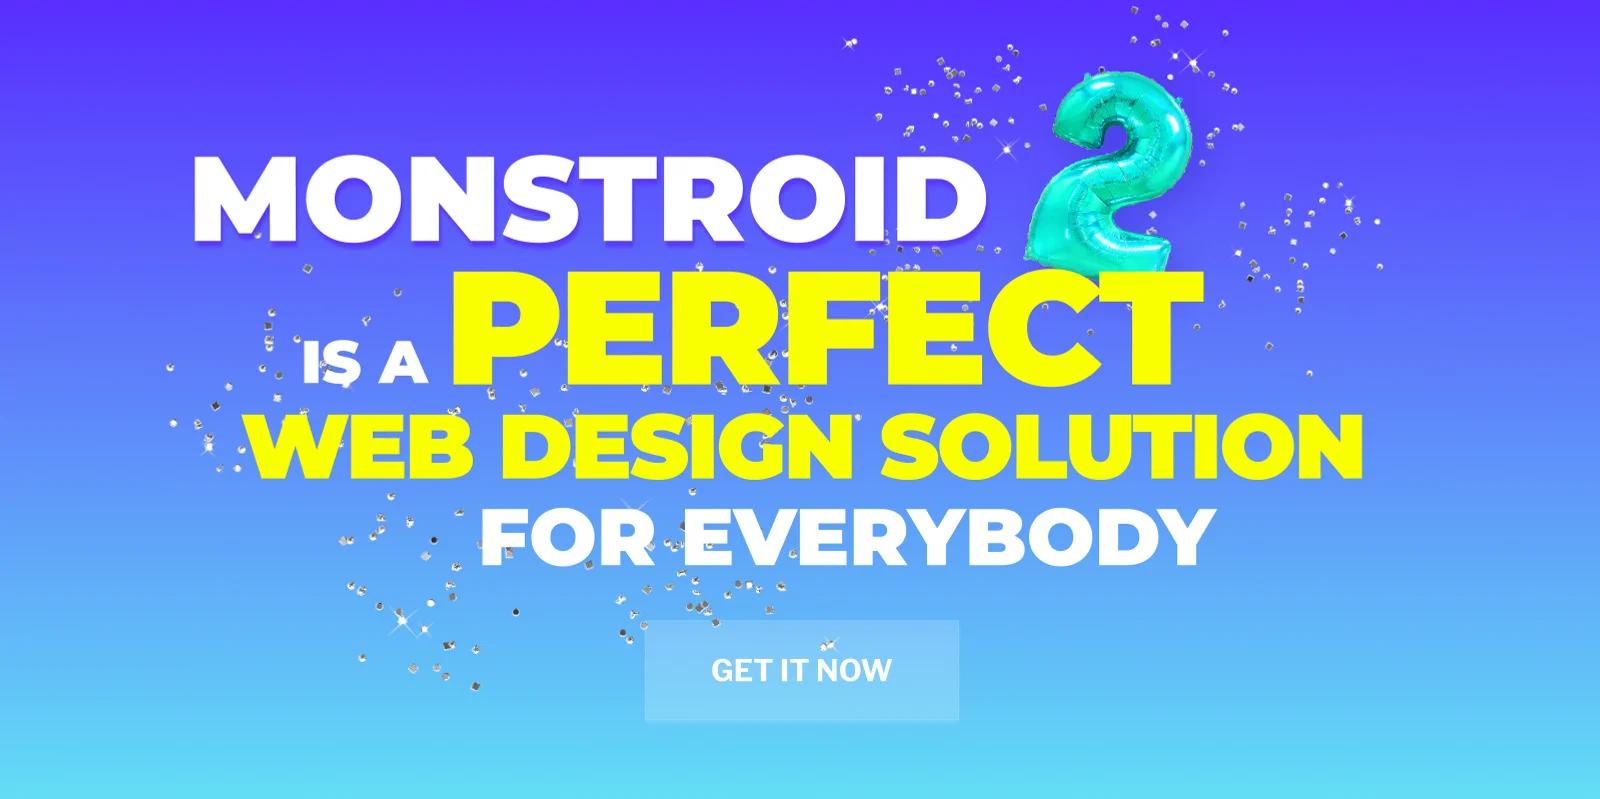 MONSTROID 2
IS A PERFECT
WEB DESIGN SOLUTION
FOR EVERYBODY
GET IT NOW